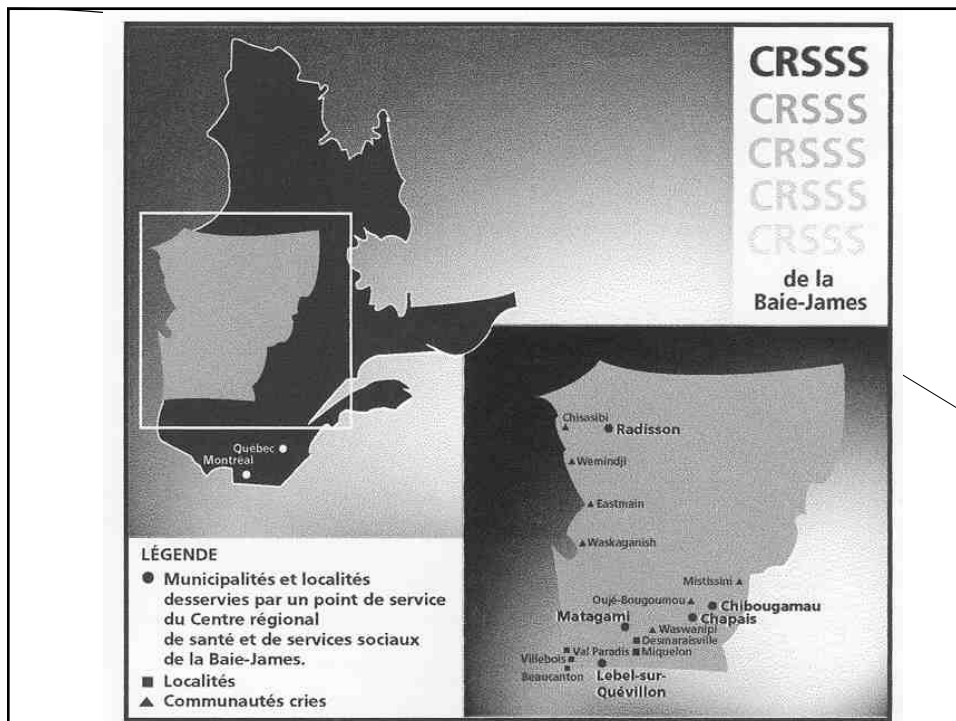 CRSSS
CRSSS
CRSSS
CRSSS
CRSSS
de la
Baie-James
Québec
Montréal
Chisasibi
Radisson
Wemindji
Eastmain
Waskaganish
Mistissini
Oujé-Bougoumou
Chibougamau
Chapais
Matagami
Waswanipi
Desmaraisville
Val Paradis
Miquelon
Villebois
Beaucanton
Lebel-sur-
Quévillon
LÉGENDE
Municipalités et localités
desservies par un point de service
du Centre régional
de santé et de services sociaux
de la Baie-James.
Localités
Communautés cries